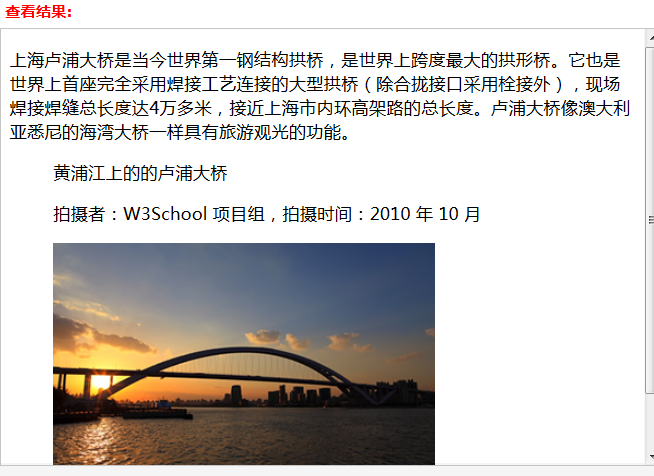 查看结果:
上海卢浦大桥是当今世界第一钢结构拱桥，是世界上跨度最大的拱形桥。它也是
世界上首座完全采用焊接工艺连接的大型拱桥（除合拢接口采用栓接外），现场
焊接焊缝总长度达4万多米，接近上海市内环高架路的总长度。卢浦大桥像澳大利
亚悉尼的海湾大桥一样具有旅游观光的功能。
黄浦江上的的卢浦大桥
拍摄者：W3School 项目组，拍摄时间：2010 年 10 月